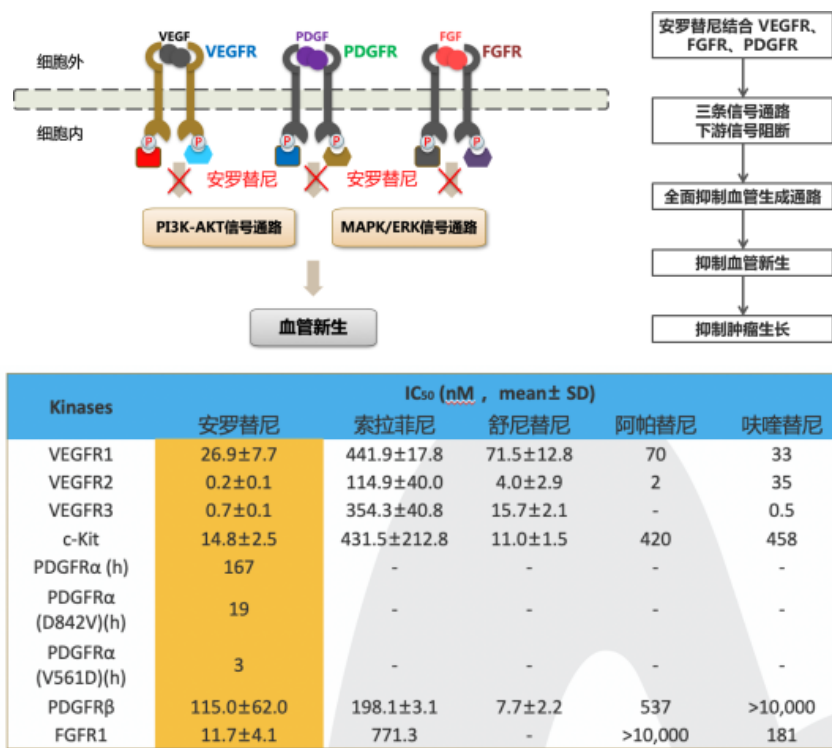 VEGF
VEGFR
PDGF
PDGFR
FGF
FGFR
细胞外
细胞内
P P P P P P
安罗替尼 安罗替尼
PI3K-AKT信号通路 MAPK/ERK信号通路
血管新生
安罗替尼结合 VEGFR、
FGFR、PDGFR
三条信号通路
下游信号阻断
全面抑制血管生成通路
抑制血管新生
抑制肿瘤生长
Kinases IC50 (nM , mean± SD)
安罗替尼 索拉菲尼 舒尼替尼 阿帕替尼 呋喹替尼
VEGFR1 26.9±7.7 441.9±17.8 71.5±12.8 70 33
VEGFR2 0.2±0.1 114.9±40.0 4.0±2.9 2 35
VEGFR3 0.7±0.1 354.3±40.8 15.7±2.1 - 0.5
c-Kit 14.8±2.5 431.5±212.8 11.0±1.5 420 458
PDGFRα (h) 167 - - - -
PDGFRα
(D842V)(h) 19 - - - -
PDGFRα
(V561D)(h) 3 - - - -
PDGFRβ 115.0±62.0 198.1±3.1 7.7±2.2 537 >10,000
FGFR1 11.7±4.1 771.3 - >10,000 181